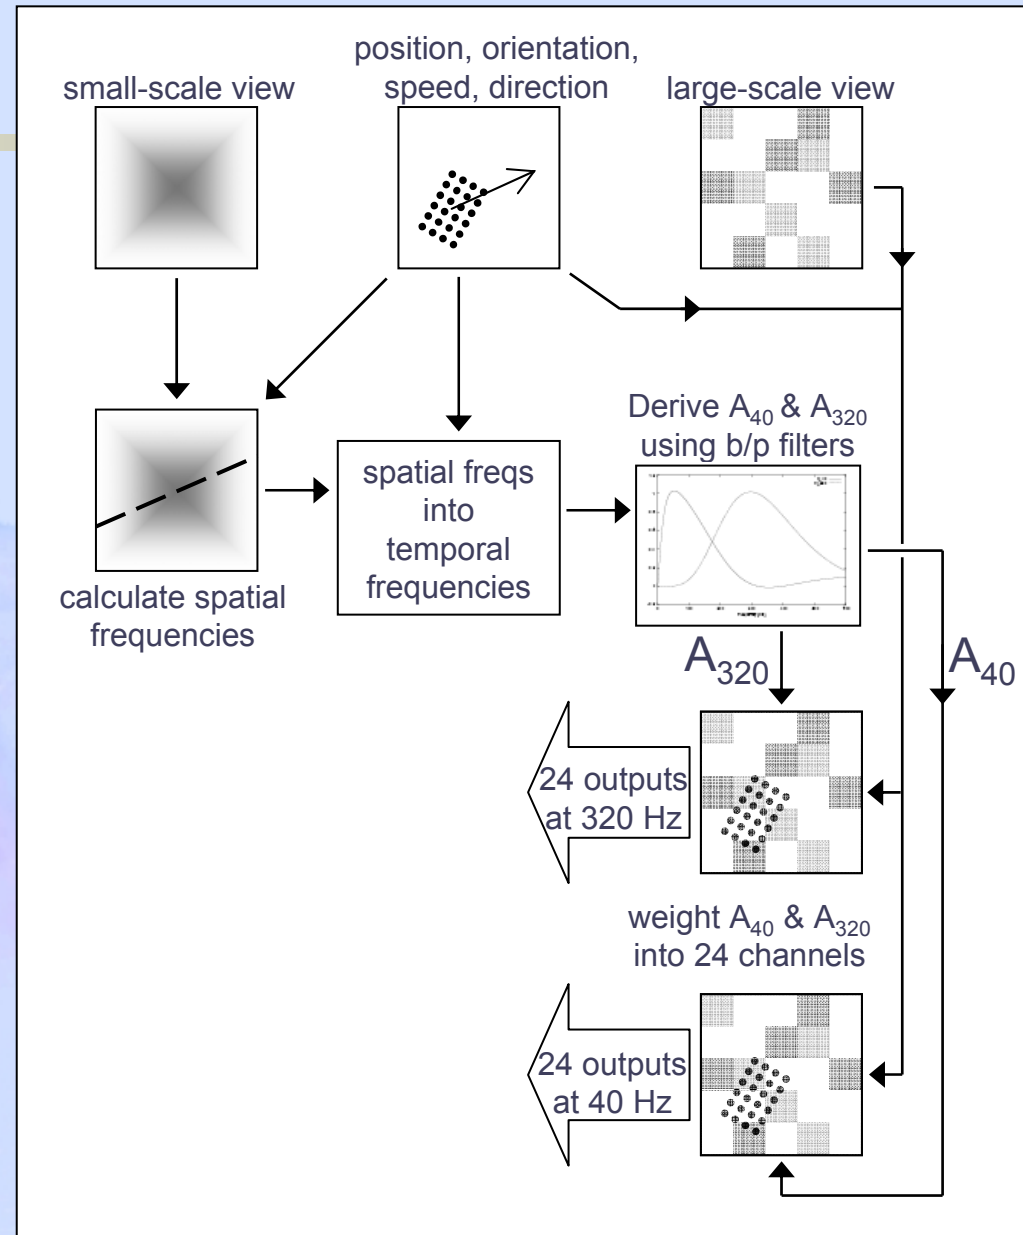 position, orientation,
speed, direction
small-scale view
large-scale view
Derive A₄₀ & A₃₂₀
using b/p filters
spatial freqs
into
temporal
frequencies
calculate spatial
frequencies
A₃₂₀
A₄₀
24 outputs
at 320 Hz
weight A₄₀ & A₃₂₀
into 24 channels
24 outputs
at 40 Hz